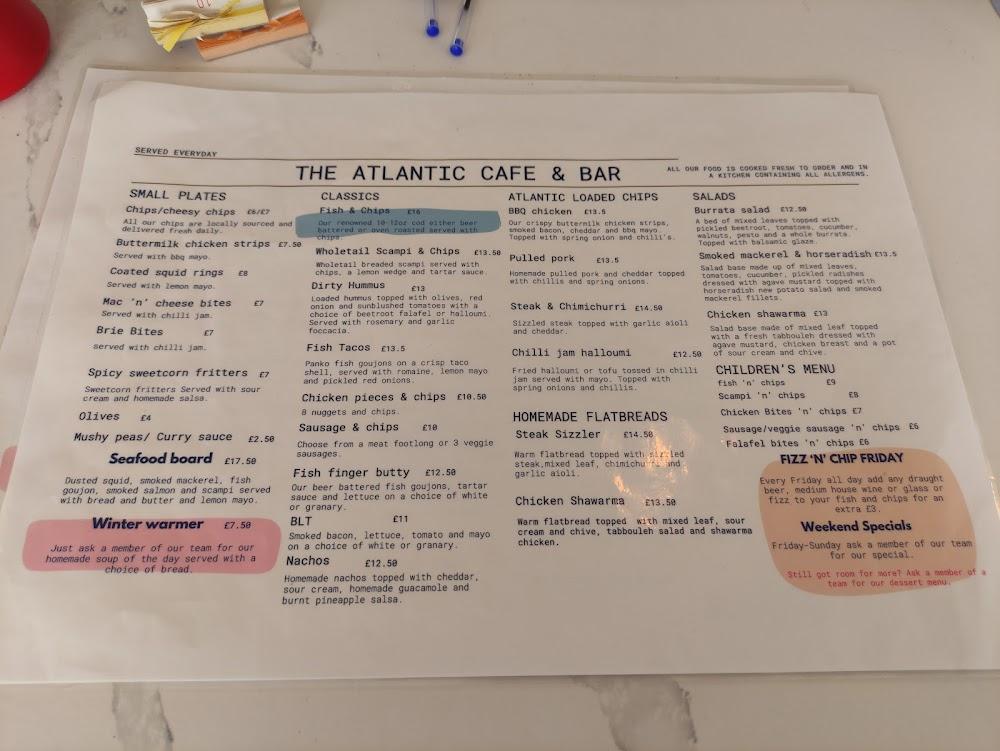 SERVED EVERYDAY
THE ATLANTIC CAFE & BAR
ALL OUR FOOD IS COOKED FRESH TO ORDER AND IN
A KITCHEN CONTAINING ALL ALLERGENS.
SMALL PLATES
Chips/cheesy chips £6/£7
All our chips are locally sourced and
delivered fresh daily.
Buttermilk chicken strips £7.50
Served with bbq mayo.
Coated squid rings £8
Served with lemon mayo.
Mac 'n' cheese bites £7
Served with chilli jam.
Brie Bites £7
served with chilli jam.
Spicy sweetcorn fritters £7
Sweetcorn fritters Served with sour
cream and homemade salsa.
Olives £4
Mushy peas/ Curry sauce £2.50
Seafood board £17.50
Dusted squid, smoked mackerel, fish
goujon, smoked salmon and scampi served
with bread and butter and lemon mayo.
Winter warmer £7.50
Just ask a member of our team for our
homemade soup of the day served with a
choice of bread.
CLASSICS
Fish & Chips £16
Our renowned 10-12oz cod either beer
battered or oven roasted served with
chips.
Wholetail Scampi & Chips £13.50
Wholetail breaded scampi served with
chips, a lemon wedge and tartar sauce.
Dirty Hummus £13
Loaded hummus topped with olives, red
onion and sunblushed tomatoes with a
choice of beetroot falafel or halloumi.
Served with rosemary and garlic
foccacia.
Fish Tacos £13.5
Panko fish goujons on a crisp taco
shell, served with romaine, lemon mayo
and pickled red onions.
Chicken pieces & chips £10.50
8 nuggets and chips.
Sausage & chips £10
Choose from a meat footlong or 3 veggie
sausages.
Fish finger butty £12.50
Our beer battered fish goujons, tartar
sauce and lettuce on a choice of white
or granary.
BLT £11
Smoked bacon, lettuce, tomato and mayo
on a choice of white or granary.
Nachos £12.50
Homemade nachos topped with cheddar,
sour cream, homemade guacamole and
burnt pineapple salsa.
ATLANTIC LOADED CHIPS
BBQ chicken £13.5
Our crispy buttermilk chicken strips,
smoked bacon, cheddar and bbq mayo.
Topped with spring onion and chilli's.
Pulled pork £13.5
Homemade pulled pork and cheddar topped
with chillis and spring onions.
Steak & Chimichurri £14.50
Sizzled steak topped with garlic aioli
and cheddar.
Chilli jam halloumi £12.50
Fried halloumi or tofu tossed in chilli
jam served with mayo. Topped with
spring onions and chillis.
HOMEMADE FLATBREADS
Steak Sizzler £14.50
Warm flatbread topped with sizzled
steak,mixed leaf, chimichurri and
garlic aioli.
Chicken Shawarma £13.50
Warm flatbread topped with mixed leaf, sour
cream and chive, tabbouleh salad and shawarma
chicken.
SALADS
Burrata salad £12.50
A bed of mixed leaves topped with
pickled beetroot, tomatoes, cucumber,
walnuts, pesto and a whole burrata.
Topped with balsamic glaze.
Smoked mackerel & horseradish £13.5
Salad base made up of mixed leaves,
tomatoes, cucumber, pickled radishes
dressed with agave mustard topped with
horseradish new potato salad and smoked
mackerel fillets.
Chicken shawarma £13
Salad base made of mixed leaf topped
with a fresh tabbouleh dressed with
agave mustard, chicken breast and a pot
of sour cream and chive.
CHILDREN'S MENU
fish 'n' chips £9
Scampi 'n' chips £8
Chicken Bites 'n' chips £7
Sausage/veggie sausage 'n' chips £6
Falafel bites 'n' chips £6
FIZZ 'N' CHIP FRIDAY
Every Friday all day add any draught
beer, medium house wine or glass or
fizz to your fish and chips for an
extra £3.
Weekend Specials
Friday-Sunday ask a member of our team
for our special.
Still got room for more? Ask a member of a
team for our dessert menu.